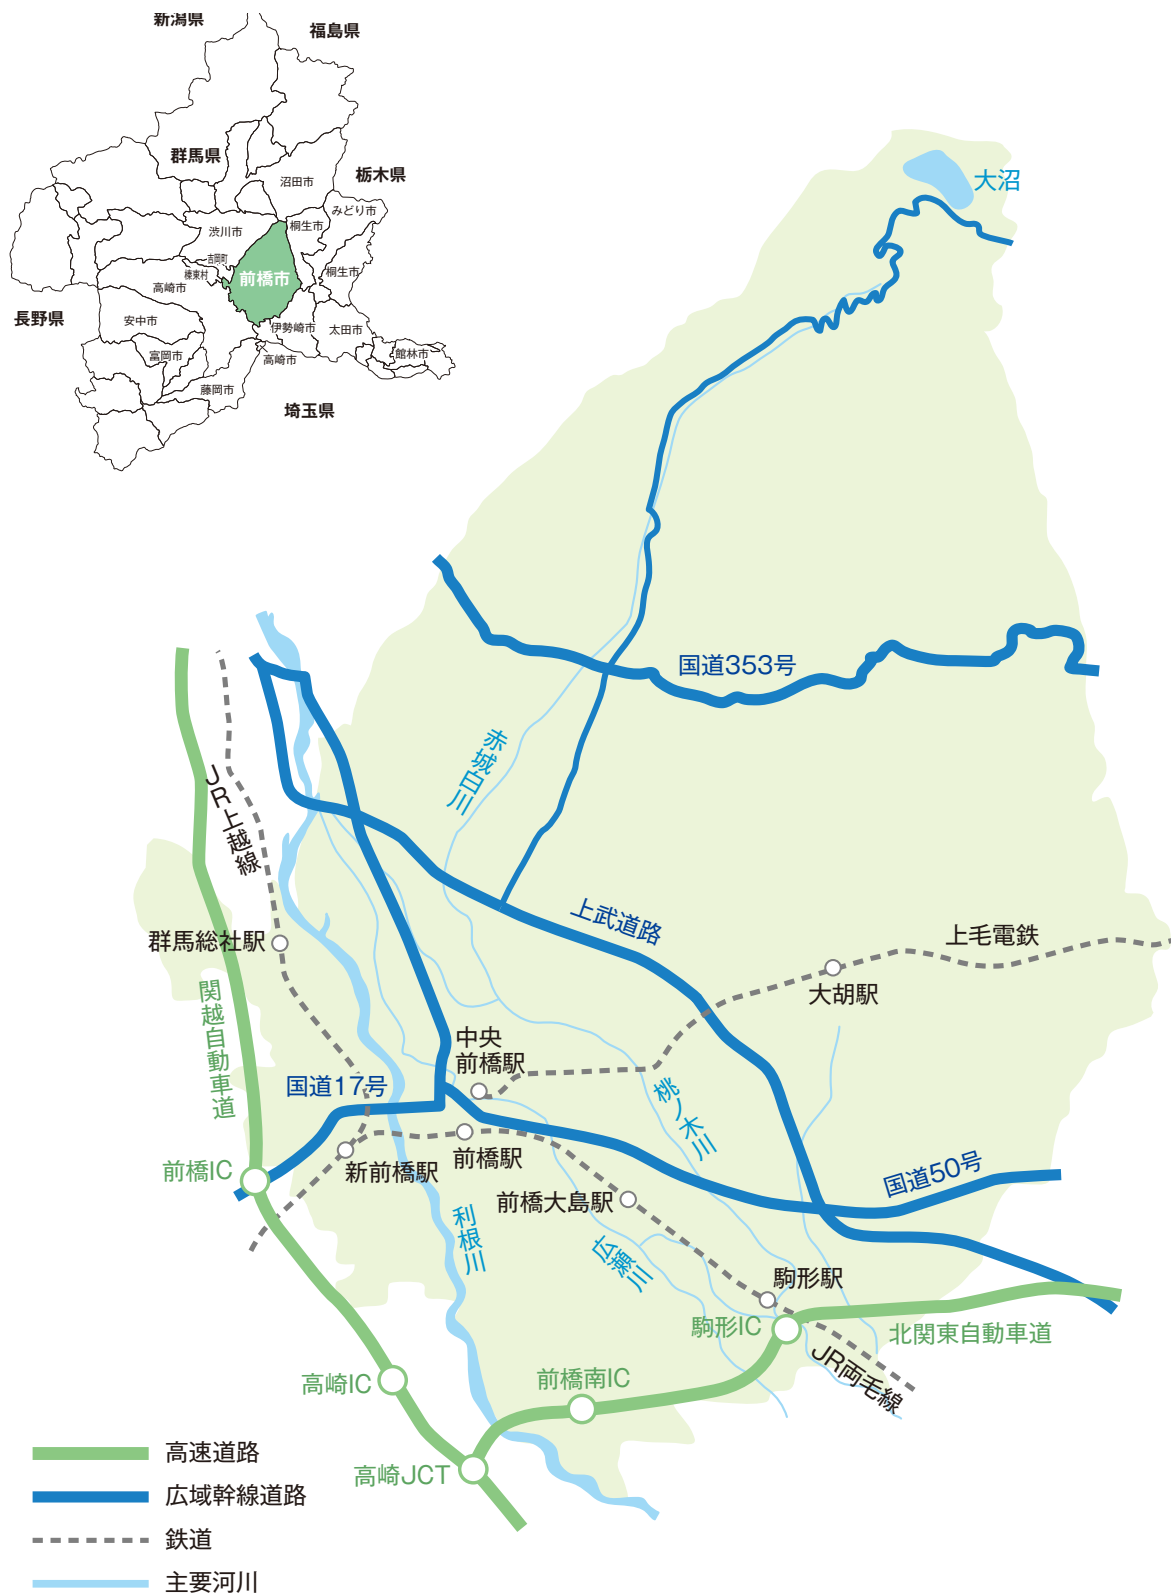 新潟県
福島県
群馬県
栃木県
沼田市
みどり市
渋川市
桐生市
吉岡町
榛東村
前橋市
桐生市
高崎市
長野県
安中市
伊勢崎市
太田市
富岡市
高崎市
館林市
藤岡市
埼玉県
大沼
国道353号
赤城白川
JR上越線
上武道路
群馬総社駅
上毛電鉄
大胡駅
関越自動車道
中央
前橋駅
国道17号
桃ノ木川
前橋IC
新前橋駅
前橋駅
国道50号
前橋大島駅
利根川
広瀬川
駒形駅
駒形IC
北関東自動車道
高崎IC
前橋南IC
JR両毛線
高崎JCT
高速道路
広域幹線道路
鉄道
主要河川